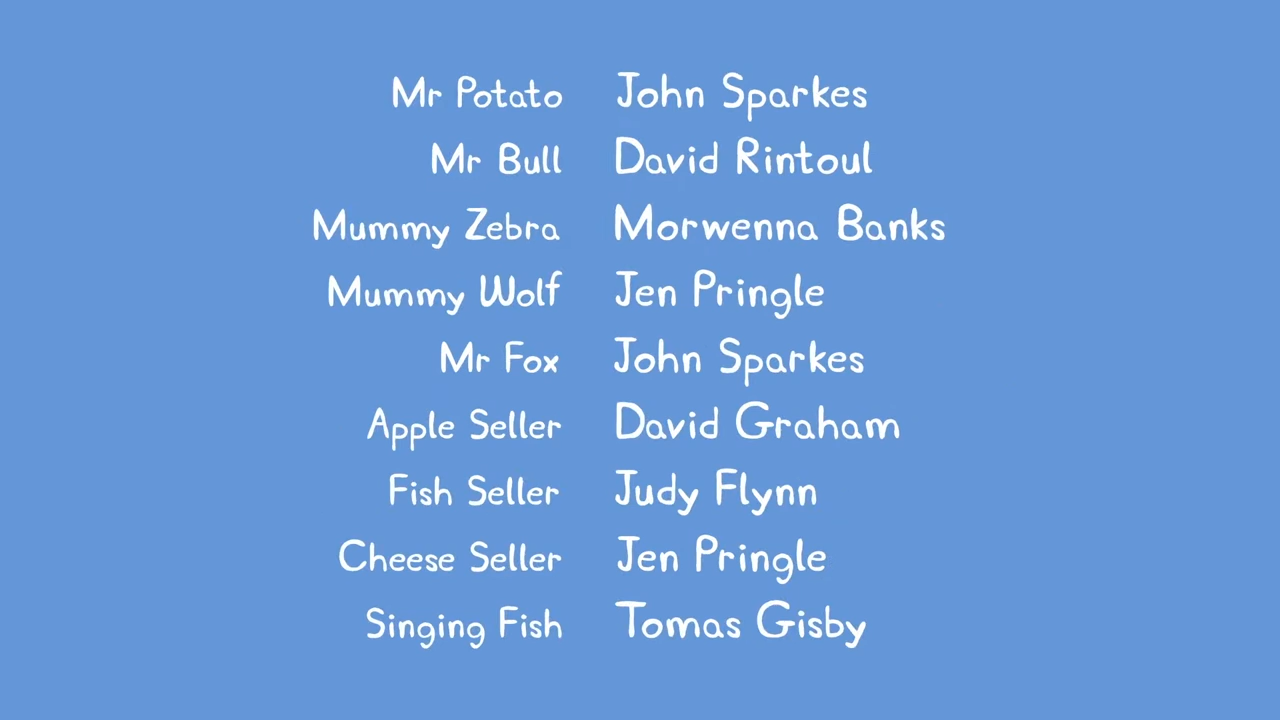 Mr Potato John Sparkes
Mr Bull David Rintoul
Mummy Zebra Morwenna Banks
Mummy Wolf Jen Pringle
Mr Fox John Sparkes
Apple Seller David Graham
Fish Seller Judy Flynn
Cheese Seller Jen Pringle
Singing Fish Tomas Gisby